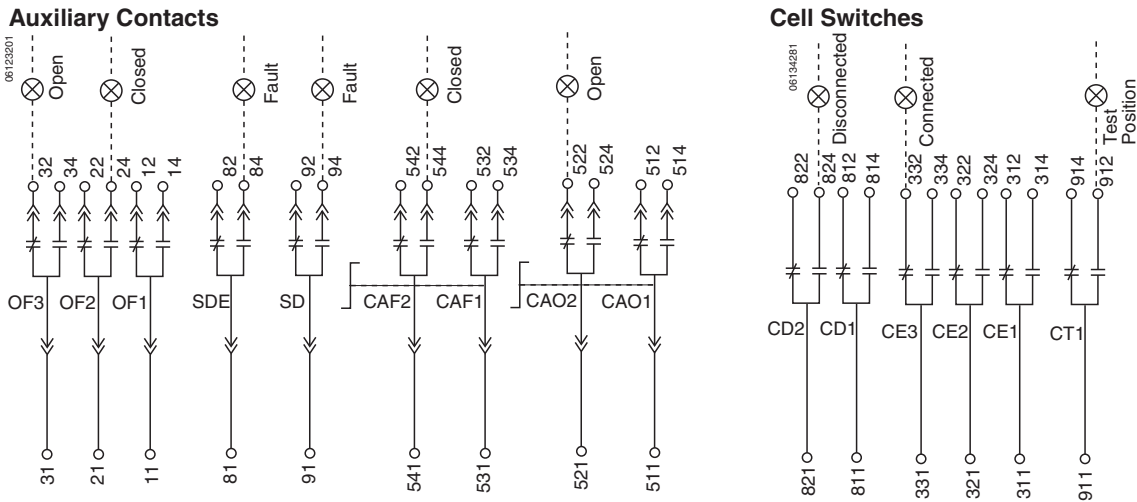 Auxiliary Contacts
06123201
Open
Closed
Fault
Fault
Closed
Open
32
34
22
24
12
14
82
84
92
94
542
544
532
534
522
524
512
514
OF3
OF2
OF1
SDE
SD
CAF2
CAF1
CAO2
CAO1
31
21
11
81
91
541
531
521
511
Cell Switches
06134281
Disconnected
Connected
Test
Position
822
824
812
814
332
334
322
324
312
314
914
912
CD2
CD1
CE3
CE2
CE1
CT1
821
811
331
321
311
911